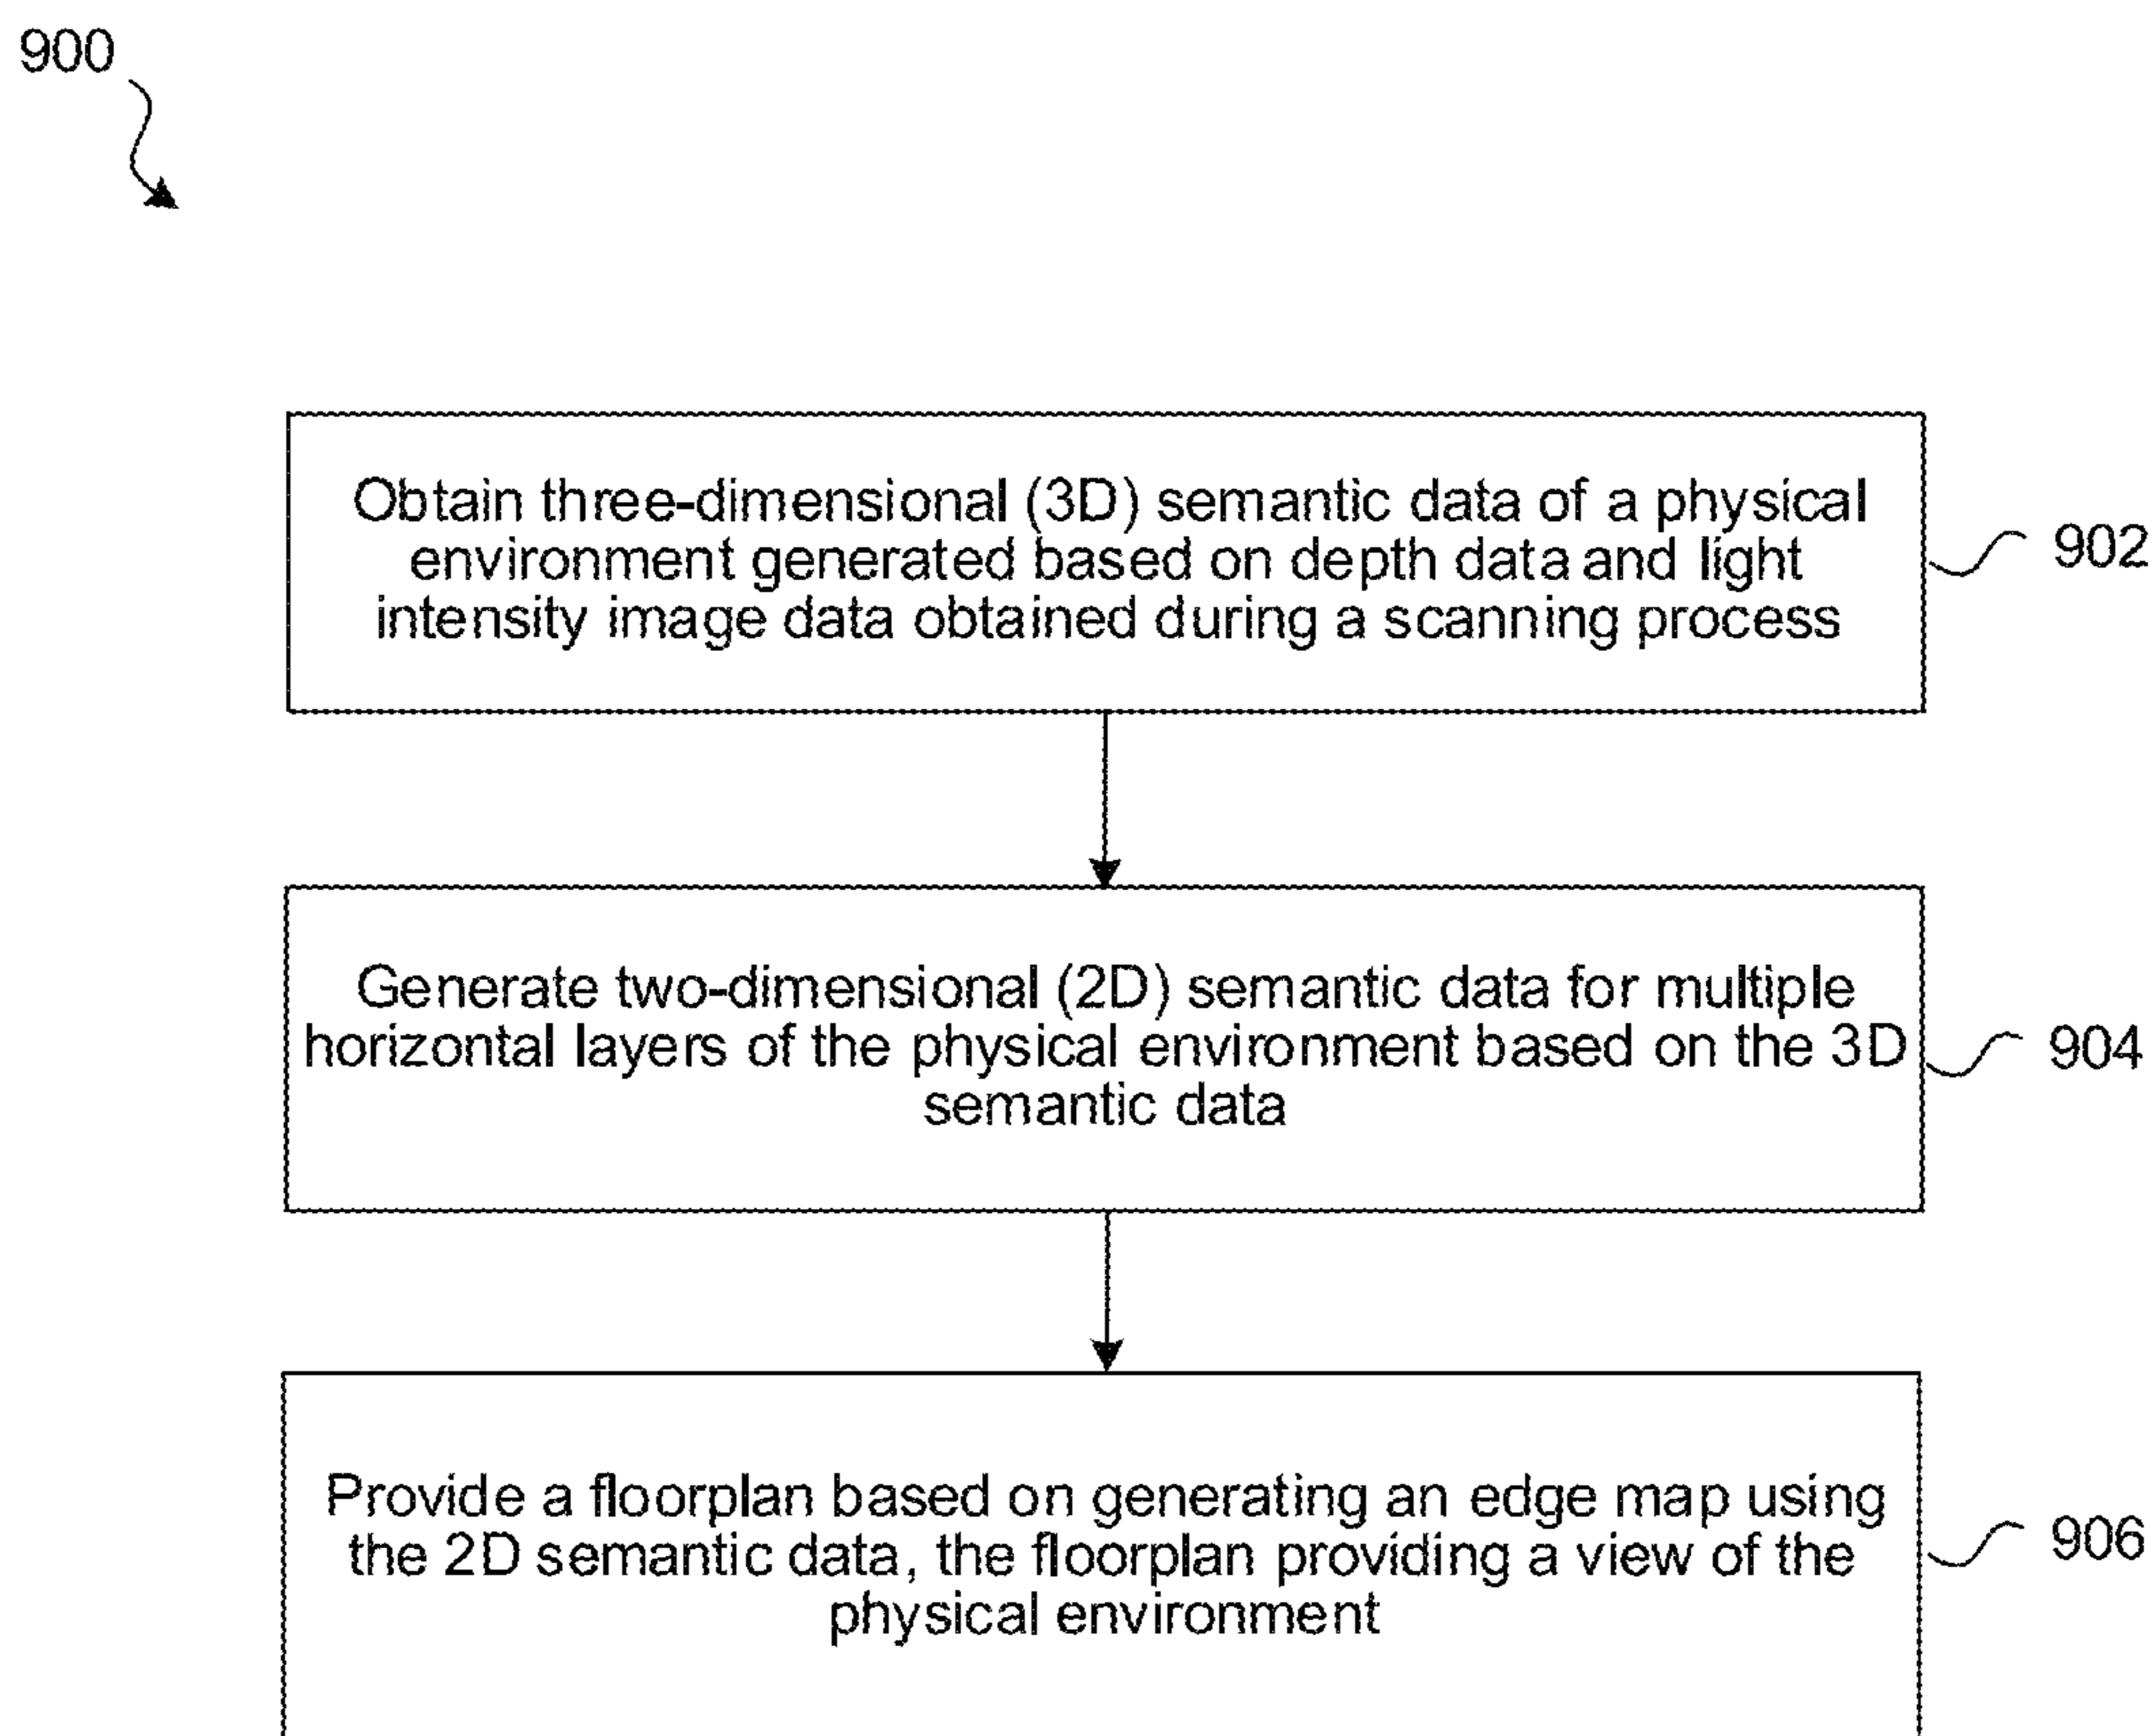 900
Obtain three-dimensional (3D) semantic data of a physical
environment generated based on depth data and light
intensity image data obtained during a scanning process
902
Generate two-dimensional (2D) semantic data for multiple
horizontal layers of the physical environment based on the 3D
semantic data
904
Provide a floorplan based on generating an edge map using
the 2D semantic data, the floorplan providing a view of the
physical environment
906